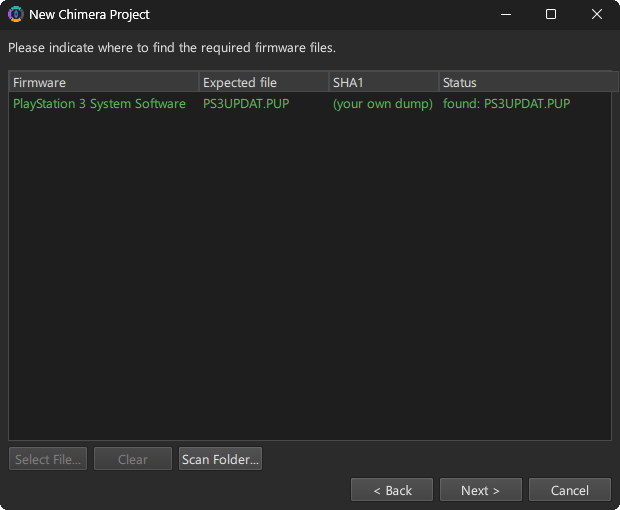 New Chimera Project
Please indicate where to find the required firmware files.
Firmware Expected file SHA1 Status
PlayStation 3 System Software PS3UPDAT.PUP (your own dump) found: PS3UPDAT.PUP
Select File... Clear Scan Folder...
< Back Next > Cancel